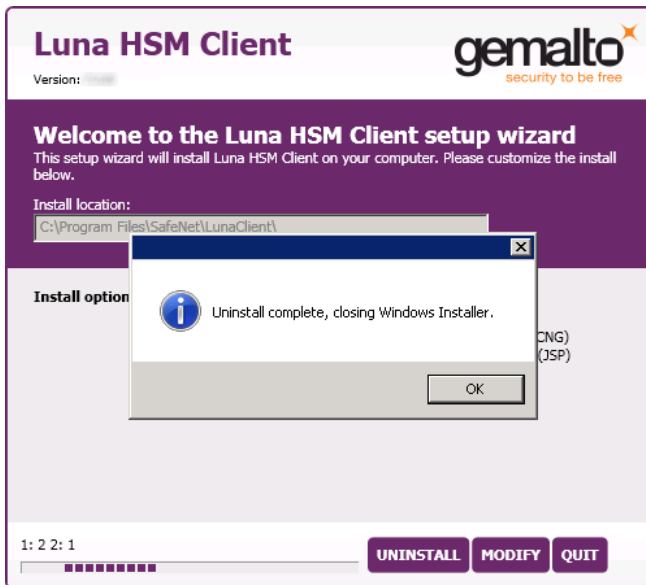 Luna HSM Client
gemalto
security to be free
Version:
Welcome to the Luna HSM Client setup wizard
This setup wizard will install Luna HSM Client on your computer. Please customize the install
below.
Install location:
C:\Program Files\SafeNet\LunaClient\
Install option
Uninstall complete, closing Windows Installer.
CNG)
(JSP)
OK
1: 2 2: 1
UNINSTALL MODIFY QUIT